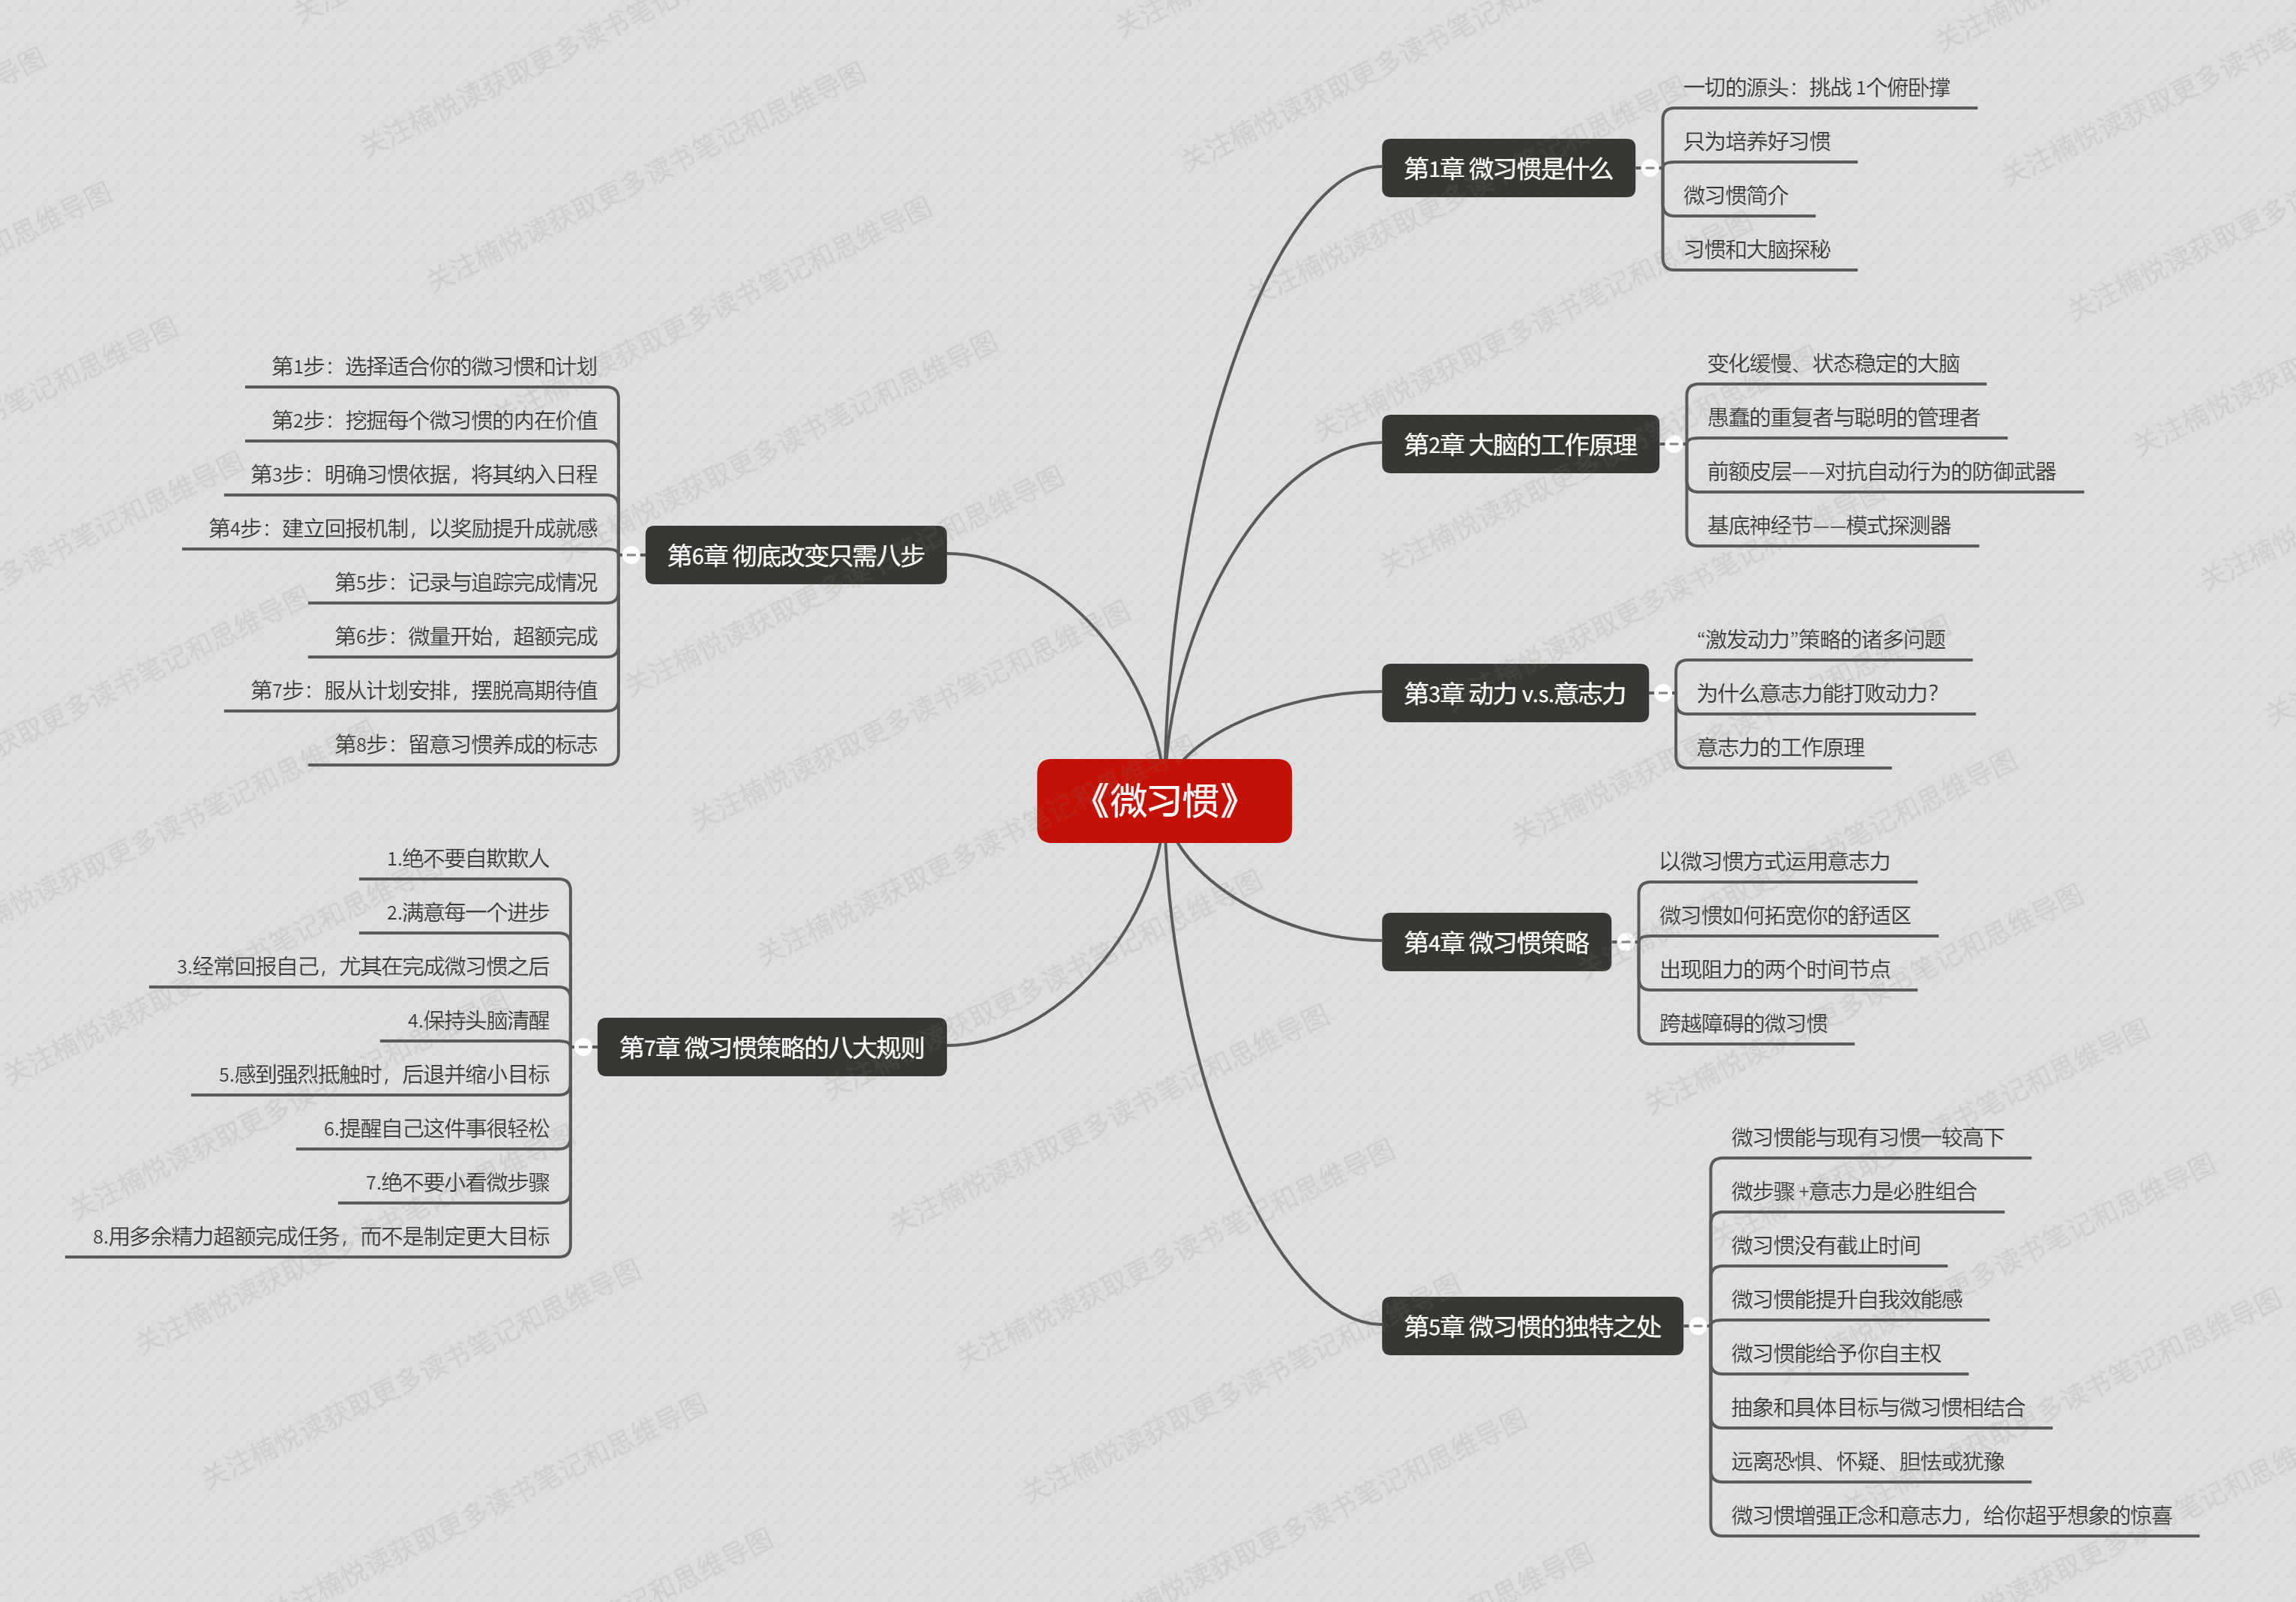 《微习惯》
第1章 微习惯是什么
一切的源头：挑战 1个俯卧撑
只为培养好习惯
微习惯简介
习惯和大脑探秘
第2章 大脑的工作原理
变化缓慢、状态稳定的大脑
愚蠢的重复者与聪明的管理者
前额皮层——对抗自动行为的防御武器
基底神经节——模式探测器
第3章 动力 v.s.意志力
“激发动力”策略的诸多问题
为什么意志力能打败动力？
意志力的工作原理
第4章 微习惯策略
以微习惯方式运用意志力
微习惯如何拓宽你的舒适区
出现阻力的两个时间节点
跨越障碍的微习惯
第5章 微习惯的独特之处
微习惯能与现有习惯一较高下
微步骤 +意志力是必胜组合
微习惯没有截止时间
微习惯能提升自我效能感
微习惯能给予你自主权
抽象和具体目标与微习惯相结合
远离恐惧、怀疑、胆怯或犹豫
微习惯增强正念和意志力，给你超乎想象的惊喜
第6章 彻底改变只需八步
第1步：选择适合你的微习惯和计划
第2步：挖掘每个微习惯的内在价值
第3步：明确习惯依据，将其纳入日程
第4步：建立回报机制，以奖励提升成就感
第5步：记录与追踪完成情况
第6步：微量开始，超额完成
第7步：服从计划安排，摆脱高期待值
第8步：留意习惯养成的标志
第7章 微习惯策略的八大规则
1.绝不要自欺欺人
2.满意每一个进步
3.经常回报自己，尤其在完成微习惯之后
4.保持头脑清醒
5.感到强烈抵触时，后退并缩小目标
6.提醒自己这件事很轻松
7.绝不要小看微步骤
8.用多余精力超额完成任务，而不是制定更大目标
关注楠悦读获取更多读书笔记和思维导图